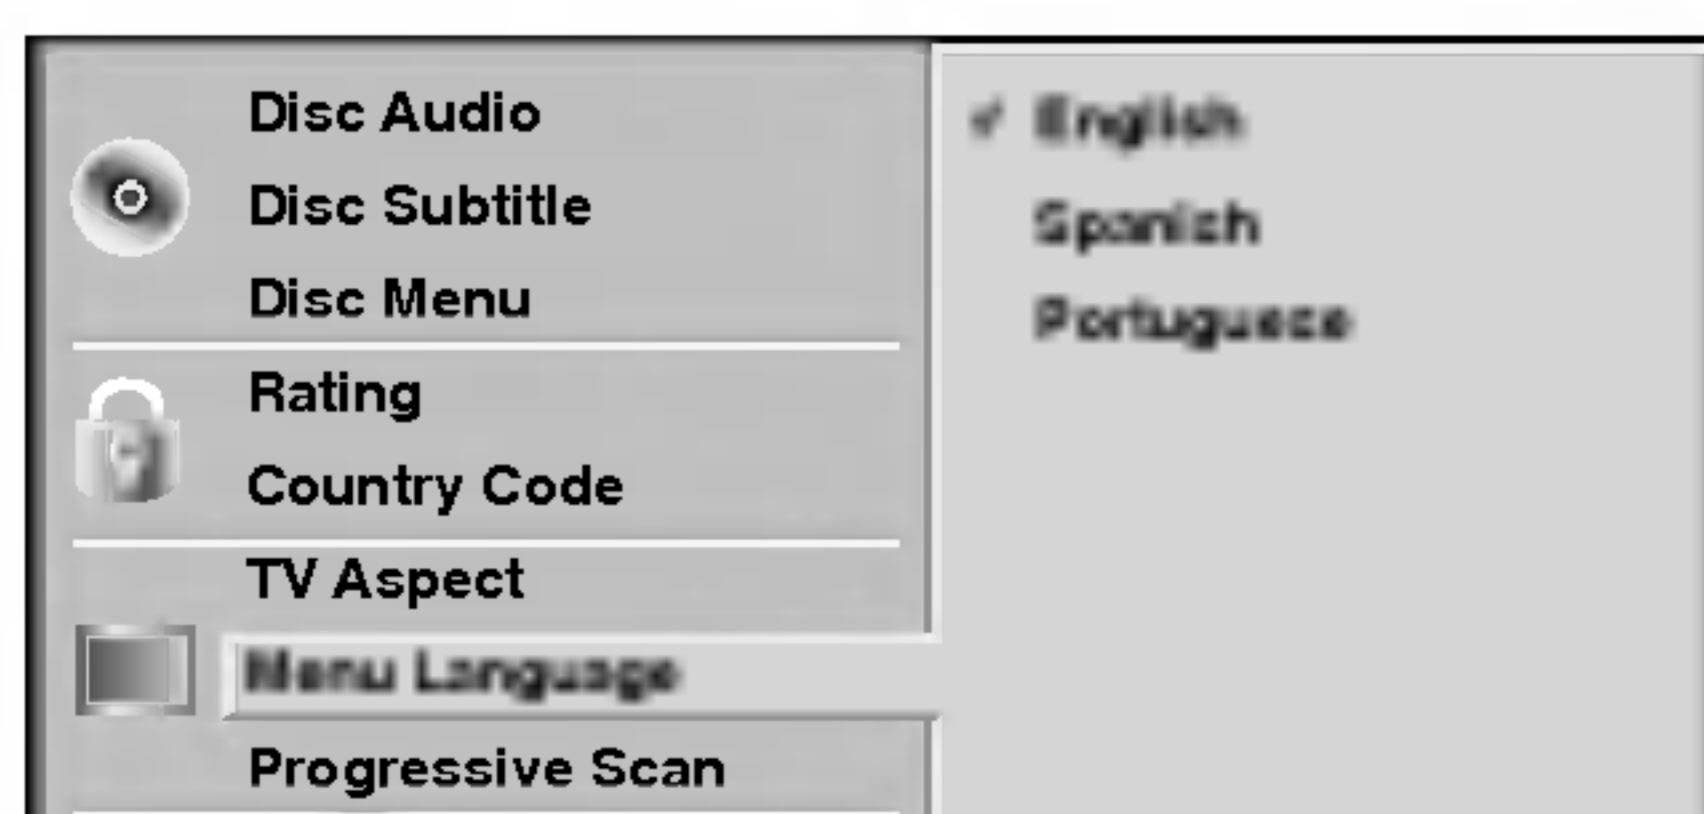 Disc Audio
Disc Subtitle
Disc Menu
Rating
Country Code
TV Aspect
Menu Language
Progressive Scan
✔ English
Spanish
Portuguese